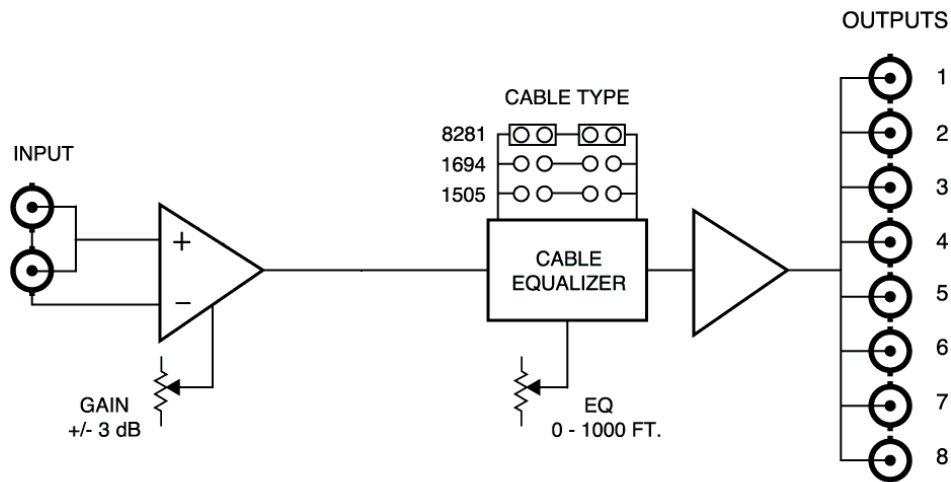 OUTPUTS
1
CABLE TYPE
8281
2
INPUT
1694
1505
3
+
CABLE
EQUALIZER
4
−
5
6
GAIN
+/- 3 dB
EQ
0 - 1000 FT.
7
8